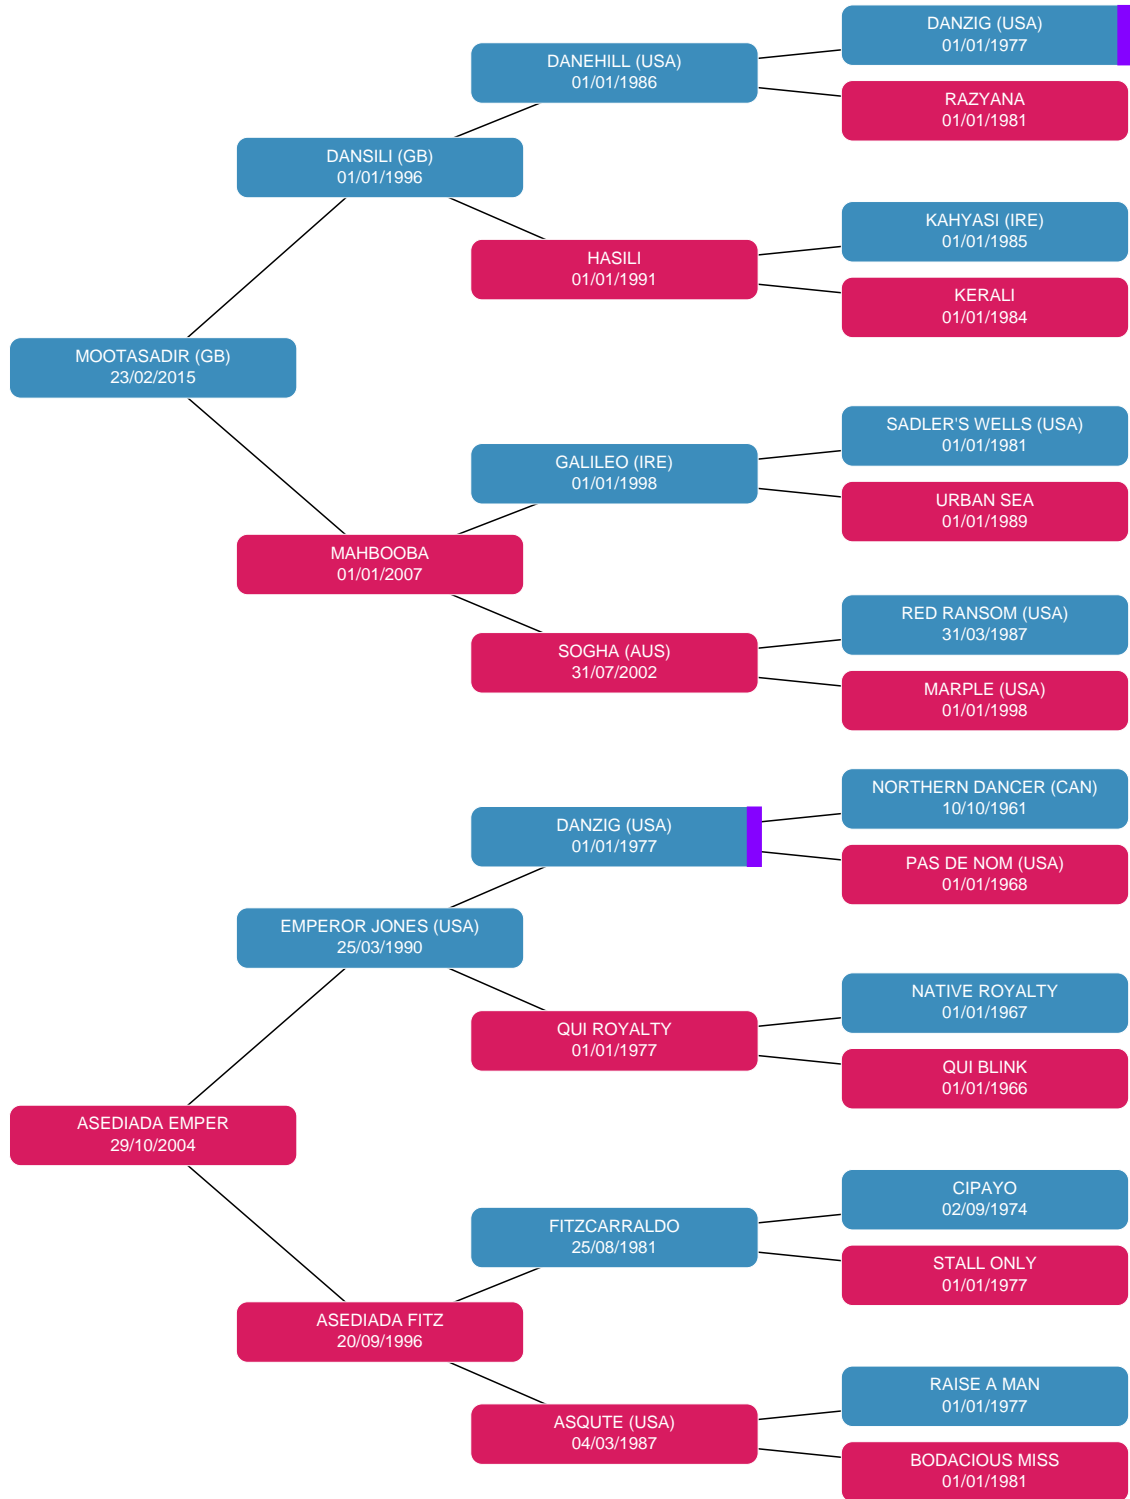 DANZIG (USA)
01/01/1977
DANEHILL (USA)
01/01/1986
RAZYANA
01/01/1981
DANSILI (GB)
01/01/1996
KAHYASI (IRE)
01/01/1985
HASILI
01/01/1991
KERALI
01/01/1984
MOOTASADIR (GB)
23/02/2015
SADLER'S WELLS (USA)
01/01/1981
GALILEO (IRE)
01/01/1998
URBAN SEA
01/01/1989
MAHBOOBA
01/01/2007
RED RANSOM (USA)
31/03/1987
SOGHA (AUS)
31/07/2002
MARPLE (USA)
01/01/1998
NORTHERN DANCER (CAN)
10/10/1961
DANZIG (USA)
01/01/1977
PAS DE NOM (USA)
01/01/1968
EMPEROR JONES (USA)
25/03/1990
NATIVE ROYALTY
01/01/1967
QUI ROYALTY
01/01/1977
QUI BLINK
01/01/1966
ASEDIADA EMPER
29/10/2004
CIPAYO
02/09/1974
FITZCARRALDO
25/08/1981
STALL ONLY
01/01/1977
ASEDIADA FITZ
20/09/1996
RAISE A MAN
01/01/1977
ASQUTE (USA)
04/03/1987
BODACIOUS MISS
01/01/1981